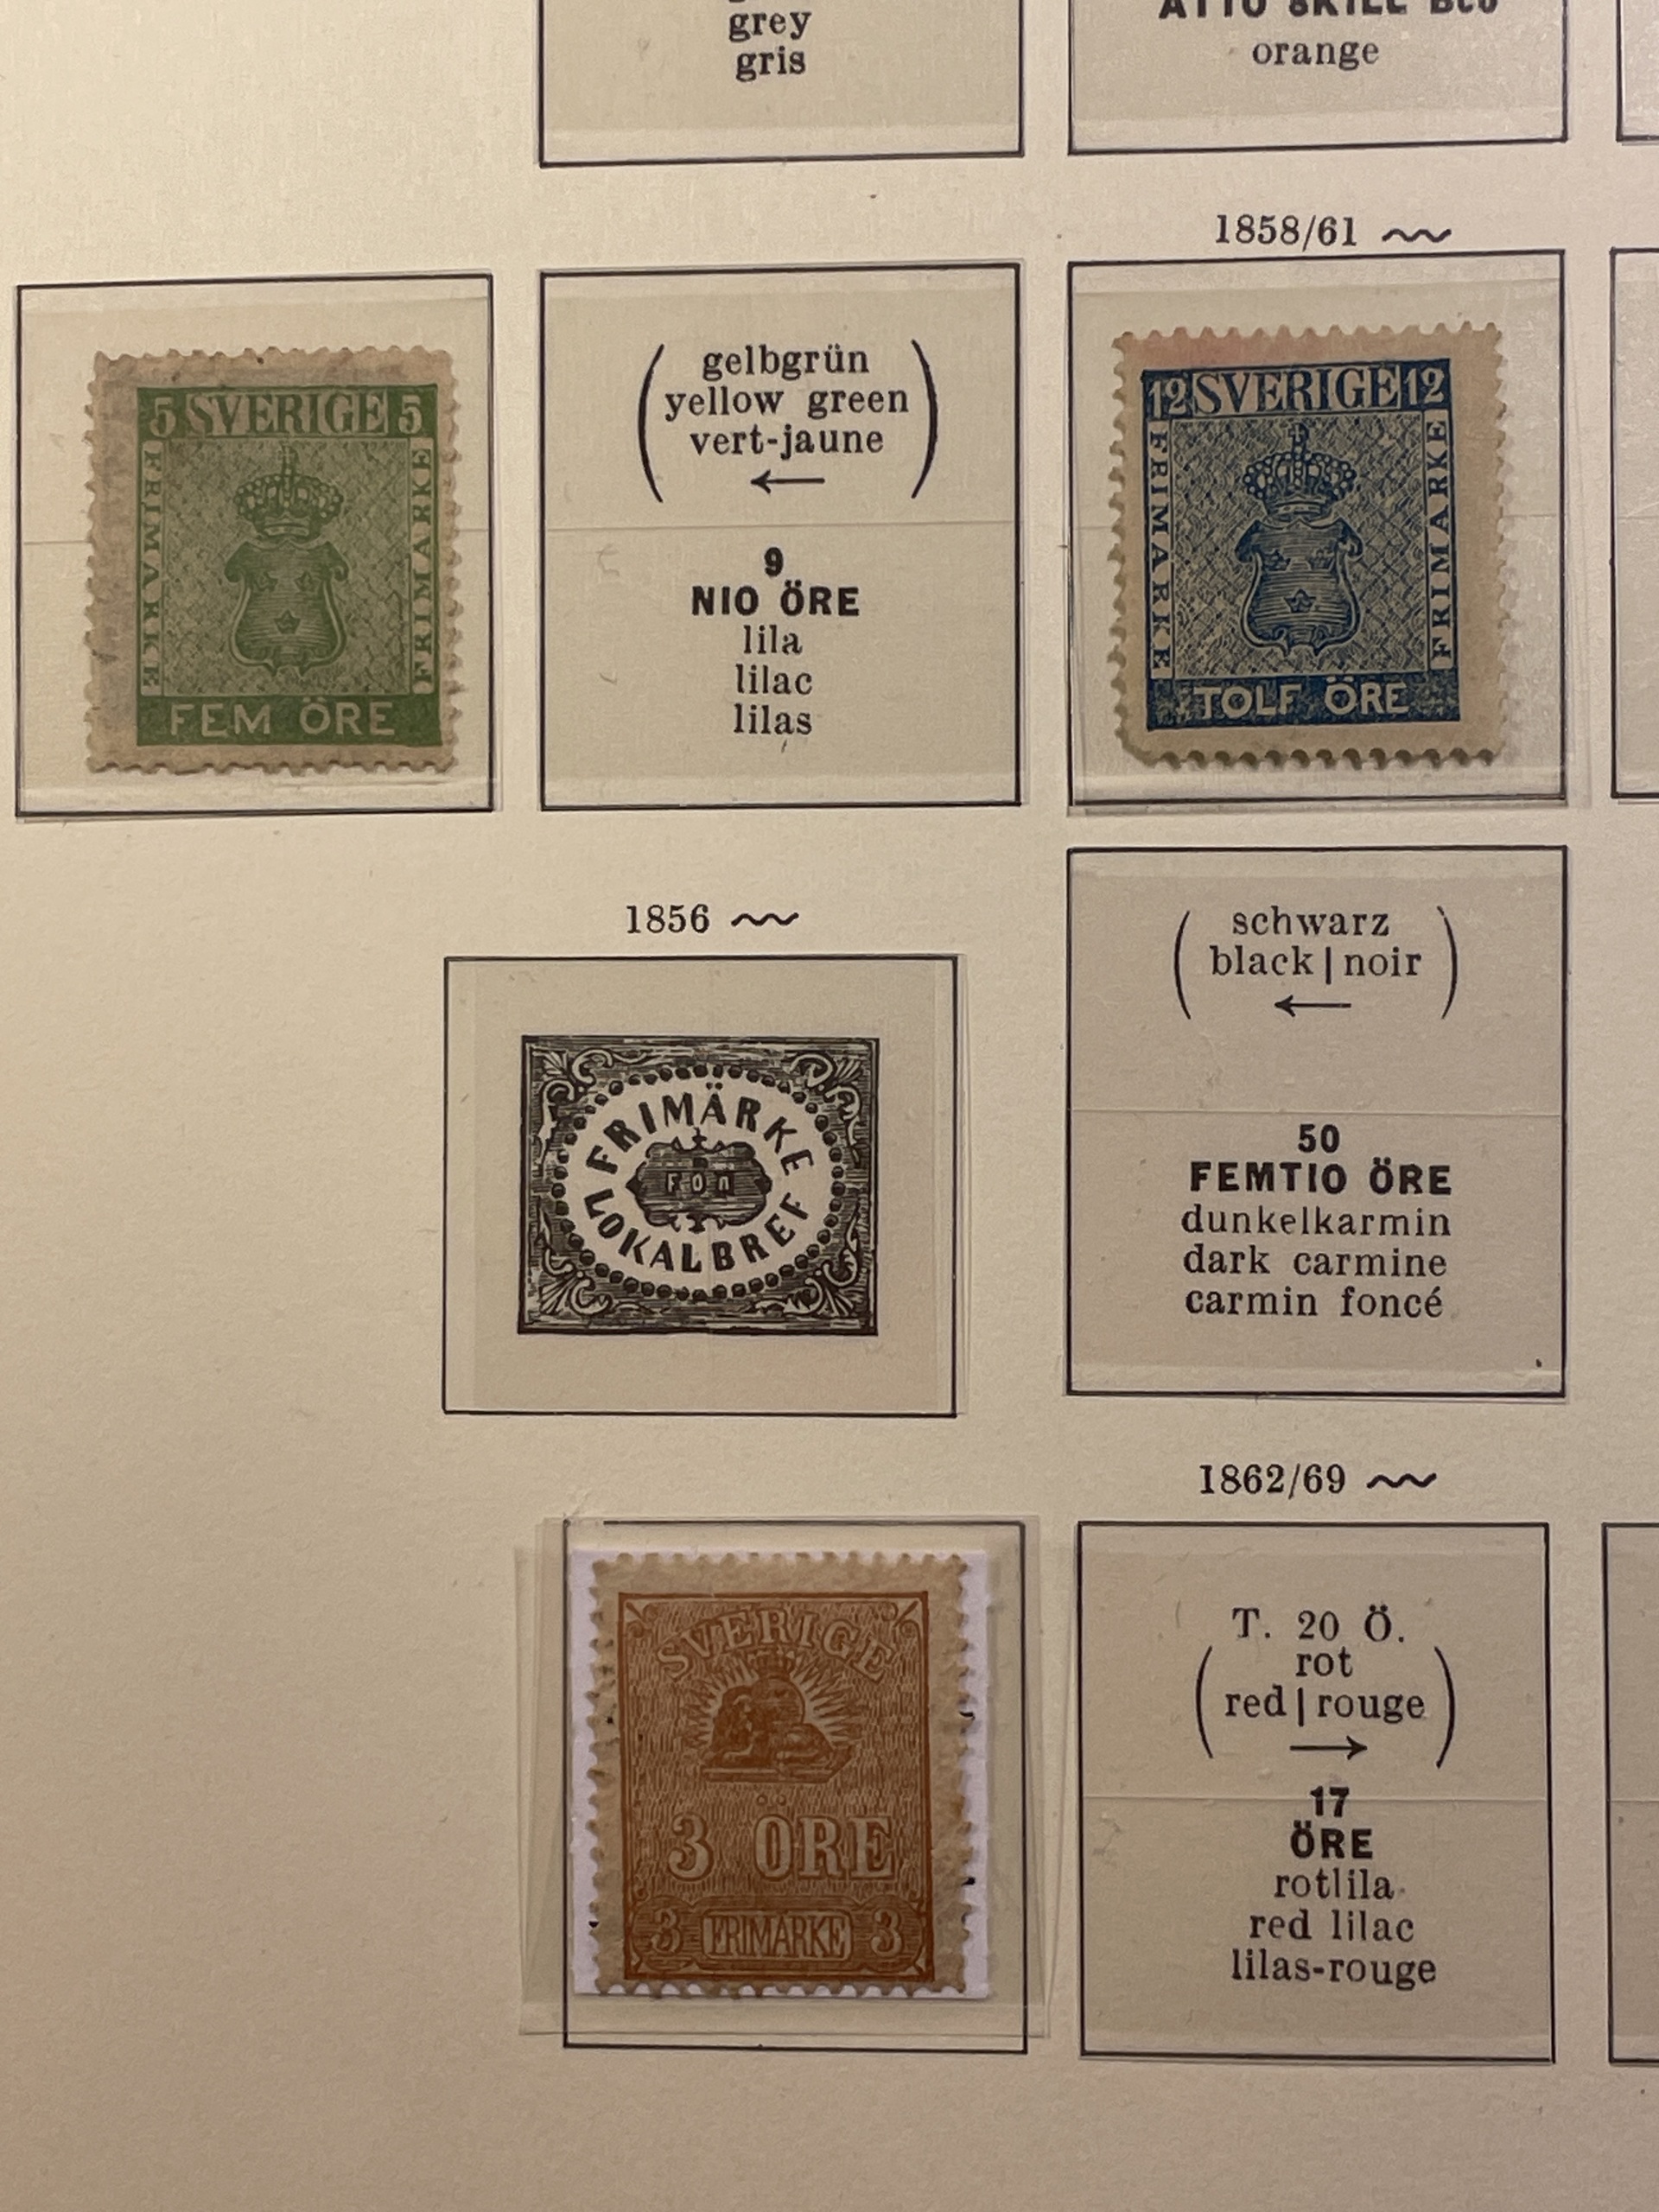 grey
gris
ATTO SKILL Bco
orange
1858/61
5 SVERIGE 5
FRIMARKE
FRIMARKE
FEM ÖRE
gelbgrün
yellow green
vert-jaune
←
9
NIO ÖRE
lila
lilac
lilas
12 SVERIGE 12
FRIMARKE
FRIMARKE
TOLF ÖRE
1856
FRIMÄRKE
FÖR
LOKALBREF
schwarz
black | noir
←
50
FEMTIO ÖRE
dunkelkarmin
dark carmine
carmin foncé
1862/69
SVERIGE
3 ÖRE
3 FRIMARKE 3
T. 20 Ö.
rot
red | rouge
→
17
ÖRE
rotlila
red lilac
lilas-rouge